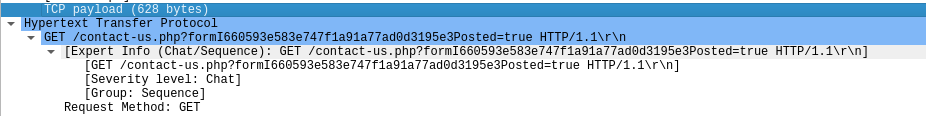 TCP payload (628 bytes)
Hypertext Transfer Protocol
GET /contact-us.php?formI660593e583e747f1a91a77ad0d3195e3Posted=true HTTP/1.1\r\n
[Expert Info (Chat/Sequence): GET /contact-us.php?formI660593e583e747f1a91a77ad0d3195e3Posted=true HTTP/1.1\r\n]
[GET /contact-us.php?formI660593e583e747f1a91a77ad0d3195e3Posted=true HTTP/1.1\r\n]
[Severity level: Chat]
[Group: Sequence]
Request Method: GET